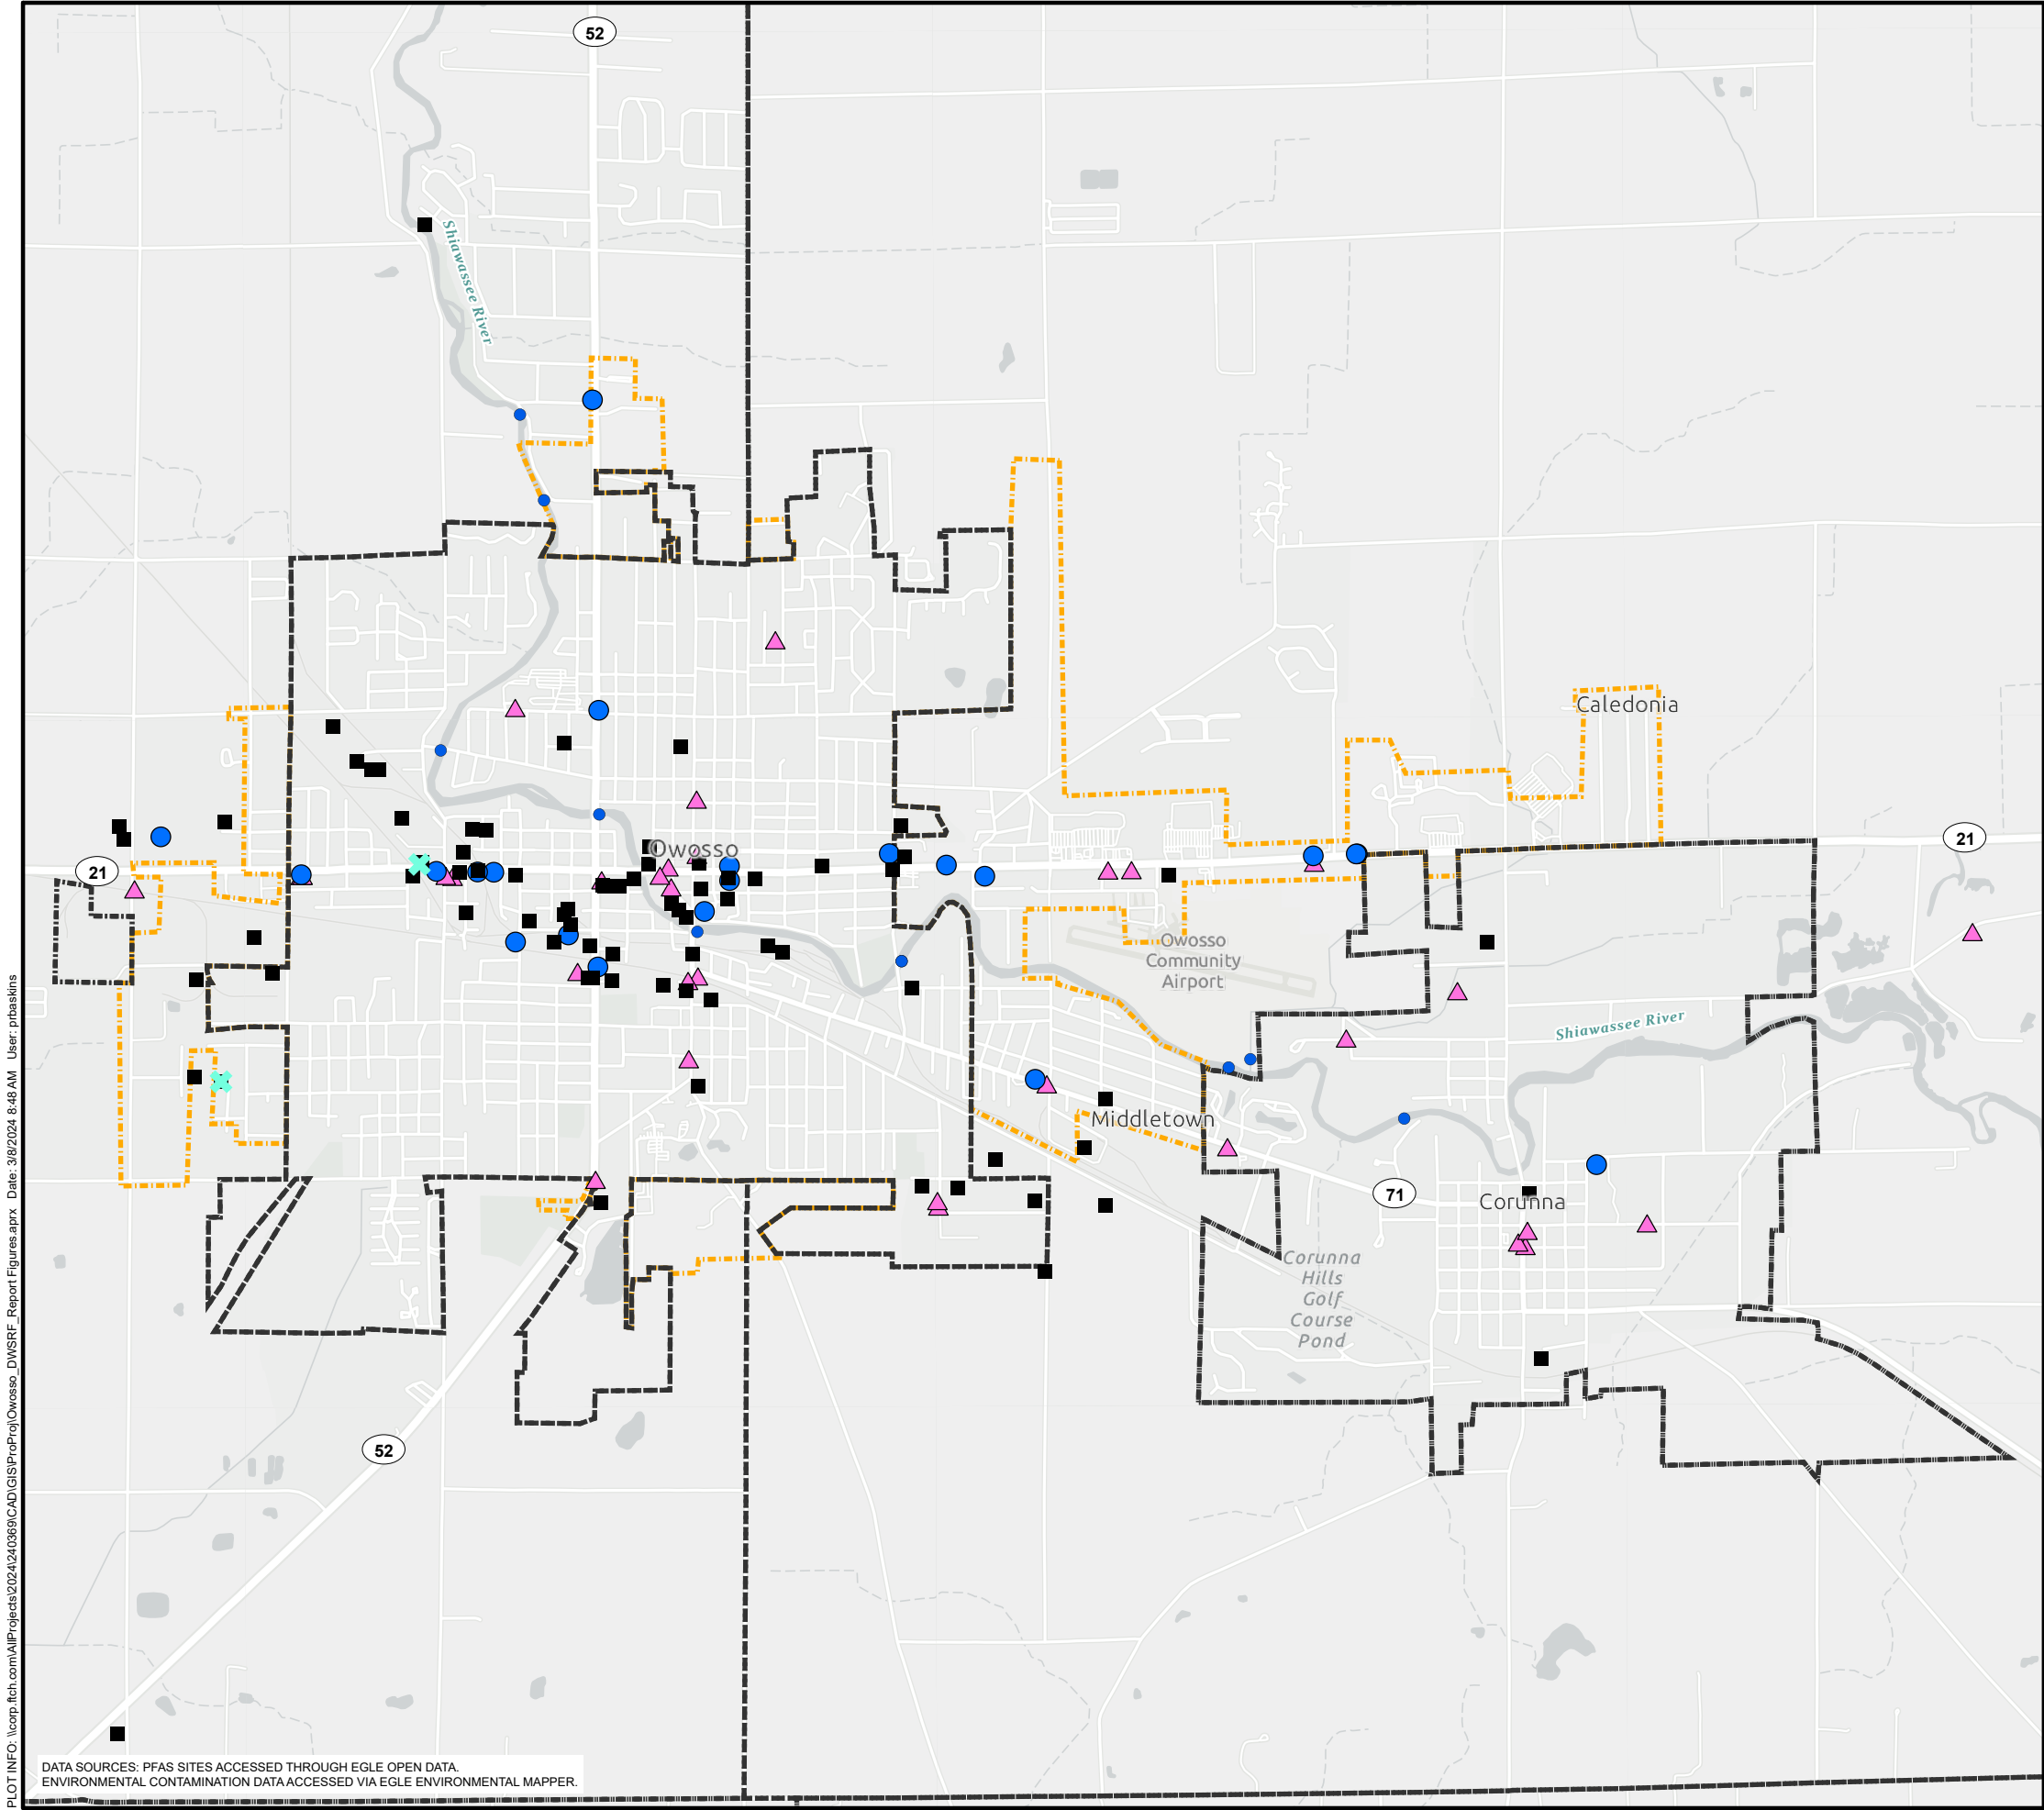 52
Shiawassee River
Caledonia
Owosso
21
21
Owosso
Community
Airport
Shiawassee River
Middletown
71
Corunna
Corunna
Hills
Golf
Course
Pond
52
DATA SOURCES: PFAS SITES ACCESSED THROUGH EGLE OPEN DATA.
ENVIRONMENTAL CONTAMINATION DATA ACCESSED VIA EGLE ENVIRONMENTAL MAPPER.
PLOT INFO: \\corp.ftch.com\AllProjects\2024\240369\CAD\GIS\ProProj\Owosso_DWSRF_Report Figures.aprx Date: 3/8/2024 8:48 AM User: prbaskins